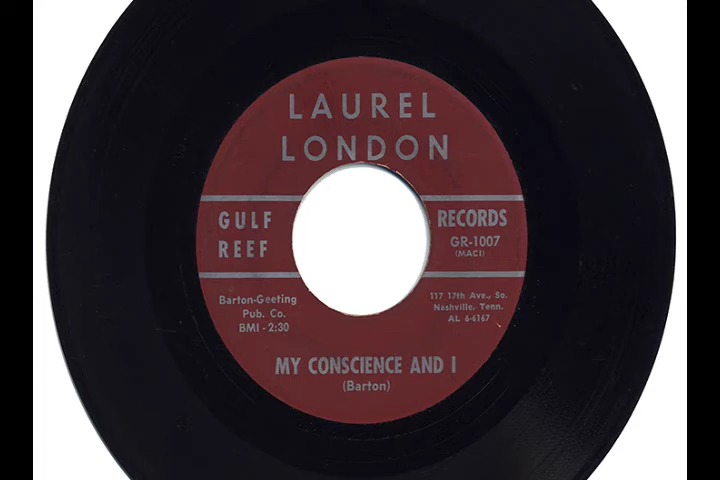 LAUREL
LONDON
GULF
REEF
RECORDS
GR-1007
(MACI)
Barton-Geeting
Pub. Co.
BMI - 2:30
117 17th Ave., So.
Nashville, Tenn.
AL 6-6167
MY CONSCIENCE AND I
(Barton)